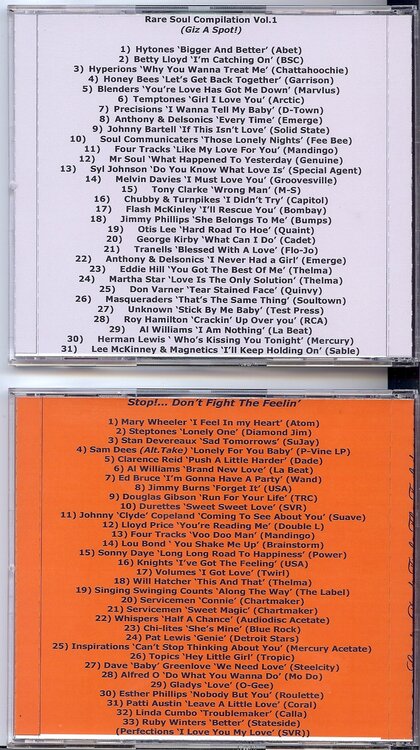 Rare Soul Compilation Vol.1
(Giz A Spot!)
1) Hytones ‘Bigger And Better’ (Abet)
2) Betty Lloyd ‘I’m Catching On’ (BSC)
3) Hyperions ‘Why You Wanna Treat Me’ (Chattahoochie)
4) Honey Bees ‘Let’s Get Back Together’ (Garrison)
5) Blenders ‘You’re Love Has Got Me Down’ (Marvlus)
6) Temptones ‘Girl I Love You’ (Arctic)
7) Precisions ‘I Wanna Tell My Baby’ (D-Town)
8) Anthony & Delsonics ‘Every Time’ (Emerge)
9) Johnny Bartell ‘If This Isn’t Love’ (Solid State)
10) Soul Communicaters ‘Those Lonely Nights’ (Fee Bee)
11) Four Tracks ‘Like My Love For You’ (Mandingo)
12) Mr Soul ‘What Happened To Yesterday (Genuine)
13) Syl Johnson ‘Do You Know What Love Is’ (Special Agent)
14) Melvin Davies ‘I Must Love You’ (Groovesville)
15) Tony Clarke ‘Wrong Man’ (M-S)
16) Chubby & Turnpikes ‘I Didn’t Try’ (Capitol)
17) Flash McKinley ‘I’ll Rescue You’ (Bombay)
18) Jimmy Phillips ‘She Belongs To Me’ (Bumps)
19) Otis Lee ‘Hard Road To Hoe’ (Quaint)
20) George Kirby ‘What Can I Do’ (Cadet)
21) Tranells ‘Blessed With A Love’ (Flo-Jo)
22) Anthony & Delsonics ‘I Never Had a Girl’ (Emerge)
23) Eddie Hill ‘You Got The Best Of Me’ (Thelma)
24) Martha Star ‘Love Is The Only Solution’ (Thelma)
25) Don Varner ‘Tear Stained Face’ (Quinvy)
26) Masqueraders ‘That’s The Same Thing’ (Soultown)
27) Unknown ‘Stick By Me Baby’ (Test Press)
28) Roy Hamilton ‘Crackin’ Up Over you’ (RCA)
29) Al Williams ‘I Am Nothing’ (La Beat)
30) Herman Lewis ‘ Who’s Kissing You Tonight’ (Mercury)
31) Lee McKinney & Magnetics ‘I’ll Keep Holding On’ (Sable)
Stop!... Don’t Fight The Feelin’
1) Mary Wheeler ‘I Feel In my Heart’ (Atom)
2) Steptones ‘Lonely One’ (Diamond Jim)
3) Stan Devereaux ‘Sad Tomorrows’ (SuJay)
4) Sam Dees (Alt.Take) ‘Lonely For You Baby’ (P-Vine LP)
5) Clarence Reid ‘Push A Little Harder’ (Dade)
6) Al Williams ‘Brand New Love’ (La Beat)
7) Ed Bruce ‘I’m Gonna Have A Party’ (Wand)
8) Jimmy Burns ‘Forget It’ (USA)
9) Douglas Gibson ‘Run For Your Life’ (TRC)
10) Durettes ‘Sweet Sweet Love’ (SVR)
11) Johnny ‘Clyde’ Copeland ‘Coming To See About You’ (Suave)
12) Lloyd Price ‘You’re Reading Me’ (Double L)
13) Four Tracks ‘Voo Doo Man’ (Mandingo)
14) Lou Bond ‘ You Shake Me Up’ (Brainstorm)
15) Sonny Daye ‘Long Long Road To Happiness’ (Power)
16) Knights ‘I’ve Got The Feeling’ (USA)
17) Volumes ‘I Got Love’ (Twirl)
18) Will Hatcher ‘This And That’ (Thelma)
19) Singing Swinging Counts ‘Along The Way’ (The Label)
20) Servicemen ‘Connie’ (Chartmaker)
21) Servicemen ‘Sweet Magic’ (Chartmaker)
22) Whispers ‘Half A Chance’ (Audiodisc Acetate)
23) Chi-lites ‘She’s Mine’ (Blue Rock)
24) Pat Lewis ‘Genie’ (Detroit Stars)
25) Inspirations ‘Can’t Stop Thinking About You’ (Mercury Acetate)
26) Topics ‘Hey Little Girl’ (Tropic)
27) Dave ‘Baby’ Greenlove ‘We Need Love’ (Steelcity)
28) Alfred O ‘Do What You Wanna Do’ (Mo Do)
29) Gladys ‘Love’ (O-Gee)
30) Esther Phillips ‘Nobody But You’ (Roulette)
31) Patti Austin ‘Leave A Little Love’ (Coral)
32) Linda Cumbo ‘Troublemaker’ (Calla)
33) Ruby Winters ‘Better’ (Stateside)
(Perfections ‘I Love You My Love’ (SVR))